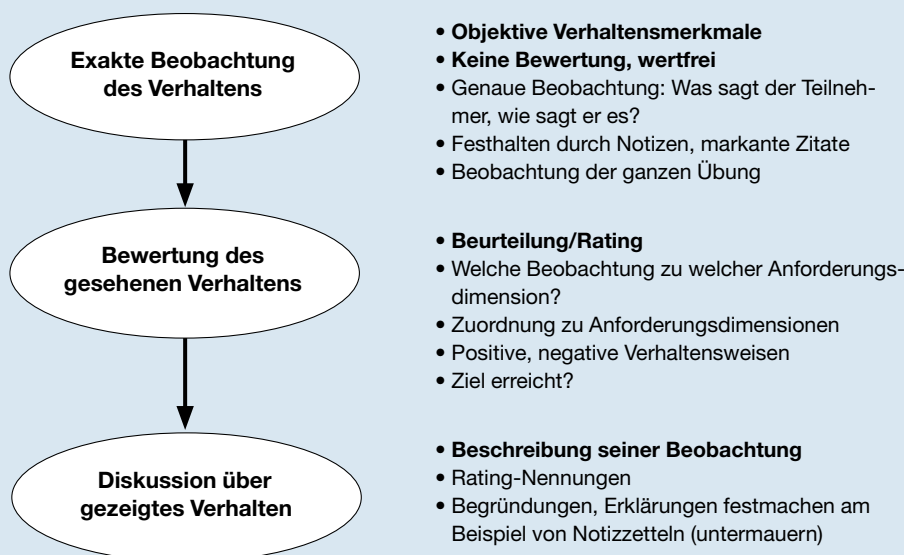 Exakte Beobachtung
des Verhaltens
• Objektive Verhaltensmerkmale
• Keine Bewertung, wertfrei
• Genaue Beobachtung: Was sagt der Teilneh-
mer, wie sagt er es?
• Festhalten durch Notizen, markante Zitate
• Beobachtung der ganzen Übung
Bewertung des
gesehenen Verhaltens
• Beurteilung/Rating
• Welche Beobachtung zu welcher Anforderungs-
dimension?
• Zuordnung zu Anforderungsdimensionen
• Positive, negative Verhaltensweisen
• Ziel erreicht?
Diskussion über
gezeigtes Verhalten
• Beschreibung seiner Beobachtung
• Rating-Nennungen
• Begründungen, Erklärungen festmachen am
Beispiel von Notizzetteln (untermauern)